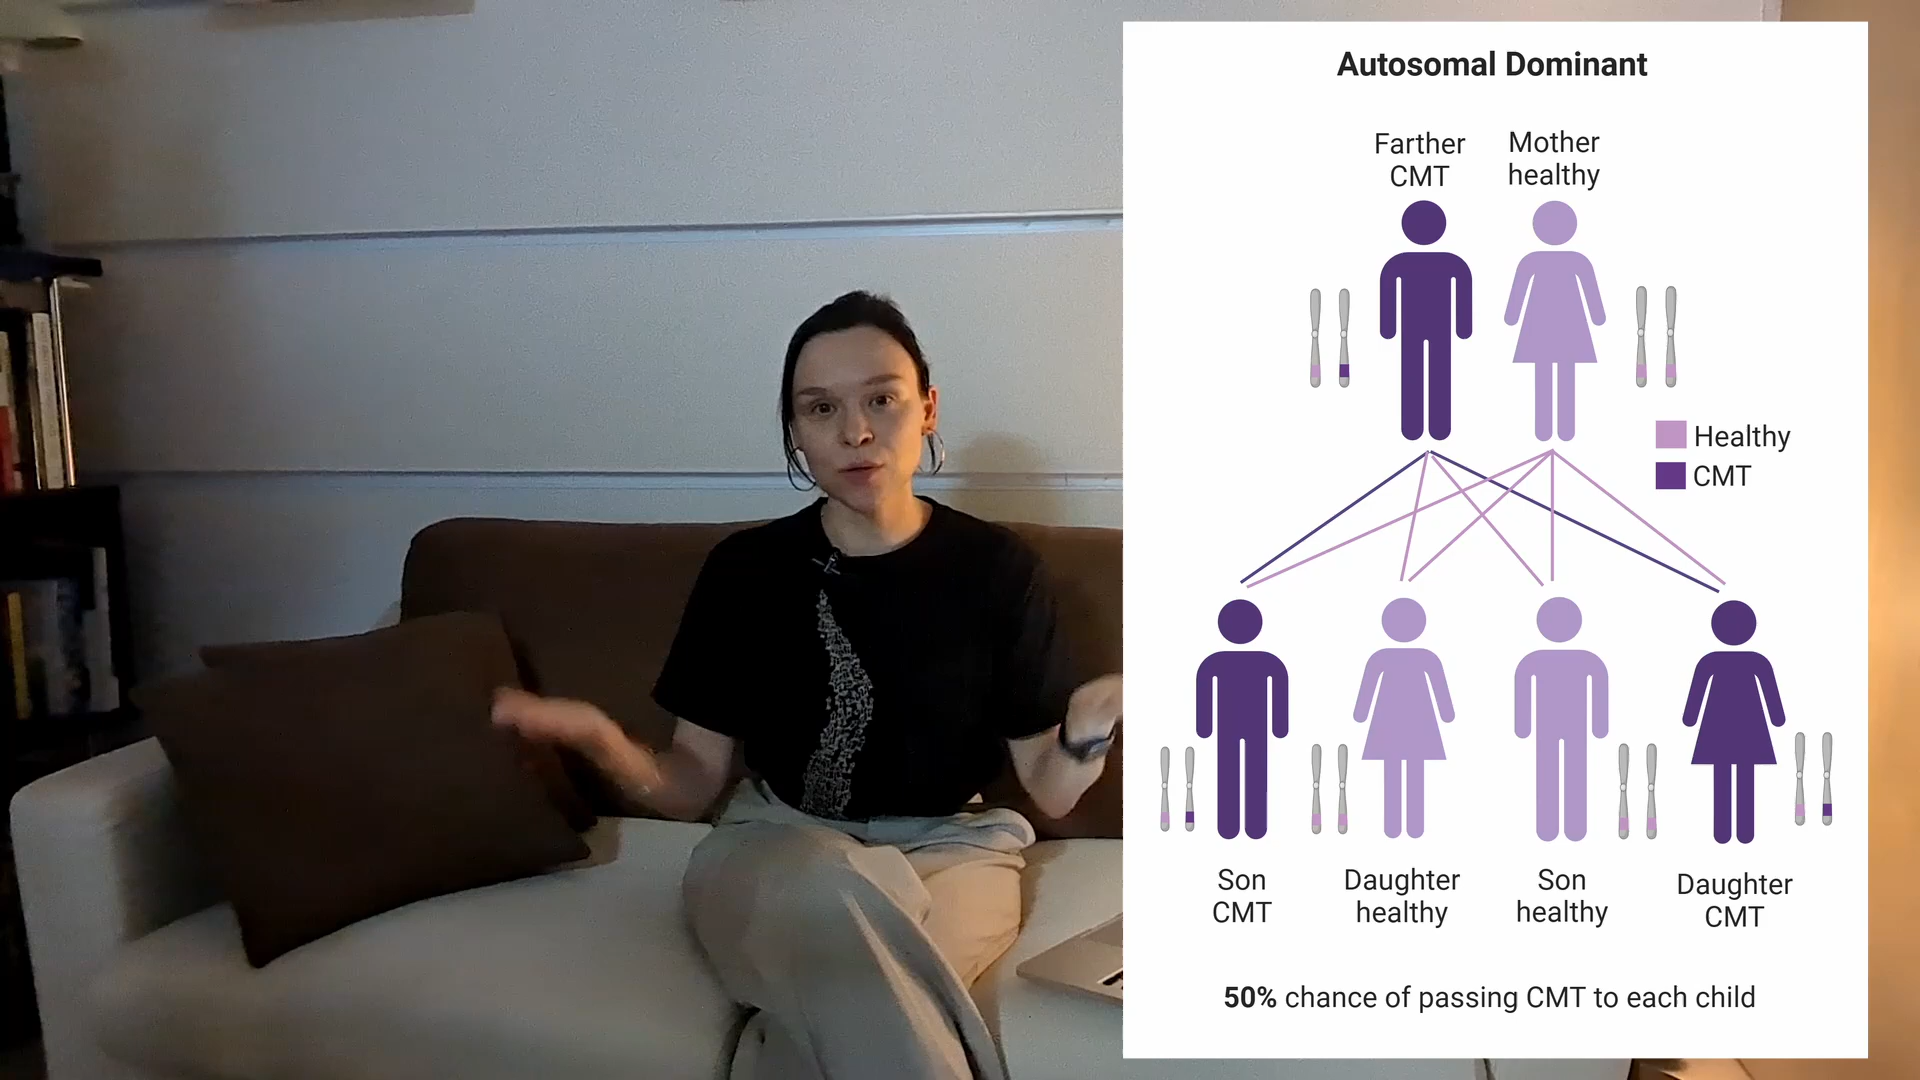 Autosomal Dominant
Farther
CMT
Mother
healthy
Healthy
CMT
Son
CMT
Daughter
healthy
Son
healthy
Daughter
CMT
50% chance of passing CMT to each child